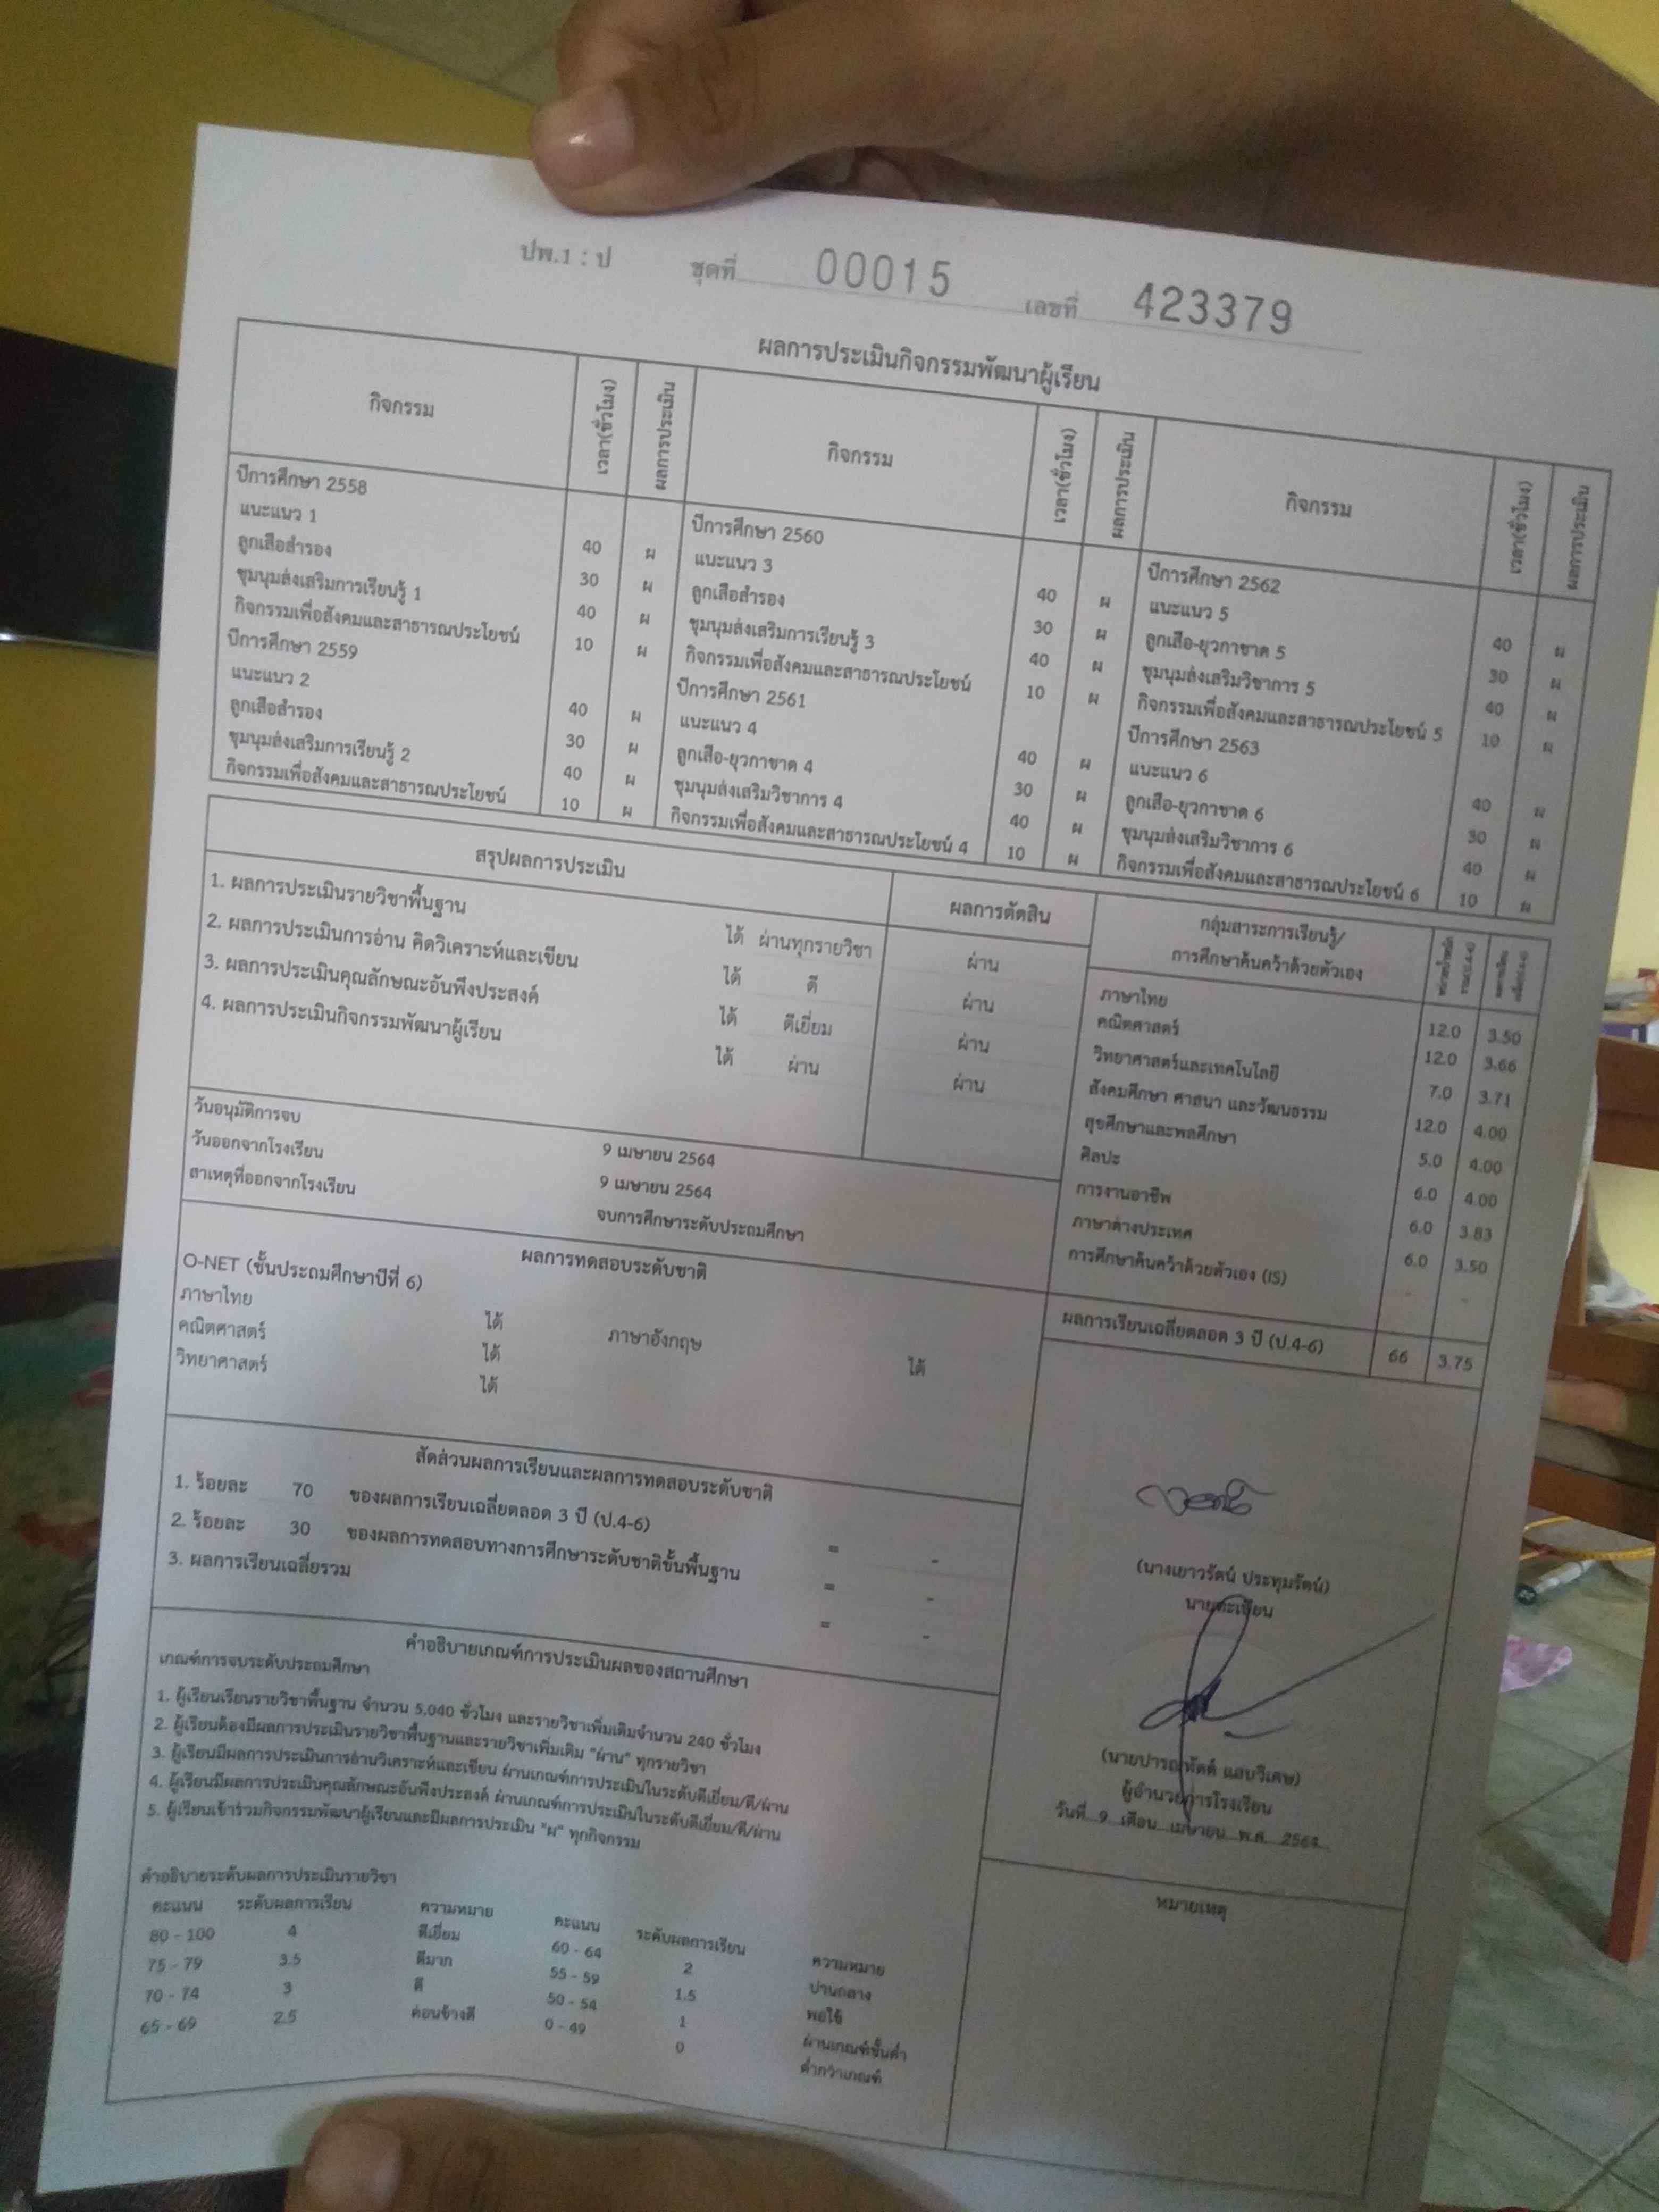 ปพ.1 : ป ชุดที่ 00015 เลขที่ 423379
ผลการประเมินกิจกรรมพัฒนาผู้เรียน
กิจกรรม เวลา(ชั่วโมง) ผลการประเมิน กิจกรรม เวลา(ชั่วโมง) ผลการประเมิน กิจกรรม เวลา(ชั่วโมง) ผลการประเมิน
ปีการศึกษา 2558
แนะแนว 1 40 ผ
ลูกเสือสำรอง 30 ผ
ชุมนุมส่งเสริมการเรียนรู้ 1 40 ผ
กิจกรรมเพื่อสังคมและสาธารณประโยชน์ 10 ผ
ปีการศึกษา 2559
แนะแนว 2 40 ผ
ลูกเสือสำรอง 30 ผ
ชุมนุมส่งเสริมการเรียนรู้ 2 40 ผ
กิจกรรมเพื่อสังคมและสาธารณประโยชน์ 10 ผ
ปีการศึกษา 2560
แนะแนว 3 40 ผ
ลูกเสือสำรอง 30 ผ
ชุมนุมส่งเสริมการเรียนรู้ 3 40 ผ
กิจกรรมเพื่อสังคมและสาธารณประโยชน์ 10 ผ
ปีการศึกษา 2561
แนะแนว 4 40 ผ
ลูกเสือ-ยุวกาชาด 4 30 ผ
ชุมนุมส่งเสริมวิชาการ 4 40 ผ
กิจกรรมเพื่อสังคมและสาธารณประโยชน์ 4 10 ผ
ปีการศึกษา 2562
แนะแนว 5 40 ผ
ลูกเสือ-ยุวกาชาด 5 30 ผ
ชุมนุมส่งเสริมวิชาการ 5 40 ผ
กิจกรรมเพื่อสังคมและสาธารณประโยชน์ 5 10 ผ
ปีการศึกษา 2563
แนะแนว 6 40 ผ
ลูกเสือ-ยุวกาชาด 6 30 ผ
ชุมนุมส่งเสริมวิชาการ 6 40 ผ
กิจกรรมเพื่อสังคมและสาธารณประโยชน์ 6 10 ผ
สรุปผลการประเมิน ผลการตัดสิน
1. ผลการประเมินรายวิชาพื้นฐาน ได้ ผ่านทุกรายวิชา ผ่าน
2. ผลการประเมินการอ่าน คิดวิเคราะห์และเขียน ได้ ดี ผ่าน
3. ผลการประเมินคุณลักษณะอันพึงประสงค์ ได้ ดีเยี่ยม ผ่าน
4. ผลการประเมินกิจกรรมพัฒนาผู้เรียน ได้ ผ่าน ผ่าน
วันอนุมัติการจบ 9 เมษายน 2564
วันออกจากโรงเรียน 9 เมษายน 2564
สาเหตุที่ออกจากโรงเรียน จบการศึกษาระดับประถมศึกษา
กลุ่มสาระการเรียนรู้/
การศึกษาค้นคว้าด้วยตัวเอง
ภาษาไทย 12.0 3.50
คณิตศาสตร์ 12.0 3.66
วิทยาศาสตร์และเทคโนโลยี 7.0 3.71
สังคมศึกษา ศาสนา และวัฒนธรรม 12.0 4.00
สุขศึกษาและพลศึกษา 5.0 4.00
ศิลปะ 6.0 4.00
การงานอาชีพ 6.0 3.83
ภาษาต่างประเทศ 6.0 3.50
การศึกษาค้นคว้าด้วยตัวเอง (IS) - -
ผลการเรียนเฉลี่ยตลอด 3 ปี (ป.4-6) 66 3.75
ผลการทดสอบระดับชาติ
O-NET (ชั้นประถมศึกษาปีที่ 6)
ภาษาไทย ได้ ภาษาอังกฤษ ได้
คณิตศาสตร์ ได้
วิทยาศาสตร์ ได้
สัดส่วนผลการเรียนและผลการทดสอบระดับชาติ
1. ร้อยละ 70 ของผลการเรียนเฉลี่ยตลอด 3 ปี (ป.4-6) = -
2. ร้อยละ 30 ของผลการทดสอบทางการศึกษาระดับชาติขั้นพื้นฐาน = -
3. ผลการเรียนเฉลี่ยรวม = -
(นางเยาวรัตน์ ประทุมรัตน์)
นายทะเบียน
ผู้อำนวยการโรงเรียน
วันที่ 9 เดือน เมษายน พ.ศ. 2564
หมายเหตุ
คำอธิบายเกณฑ์การประเมินผลของสถานศึกษา
เกณฑ์การจบระดับประถมศึกษา
1. ผู้เรียนเรียนรายวิชาพื้นฐาน จำนวน 5,040 ชั่วโมง และรายวิชาเพิ่มเติมจำนวน 240 ชั่วโมง
2. ผู้เรียนต้องมีผลการประเมินรายวิชาพื้นฐานและรายวิชาเพิ่มเติม "ผ่าน" ทุกรายวิชา
3. ผู้เรียนมีผลการประเมินการอ่านวิเคราะห์และเขียน ผ่านเกณฑ์การประเมินในระดับดีเยี่ยม/ดี/ผ่าน
4. ผู้เรียนมีผลการประเมินคุณลักษณะอันพึงประสงค์ ผ่านเกณฑ์การประเมินในระดับดีเยี่ยม/ดี/ผ่าน
5. ผู้เรียนเข้าร่วมกิจกรรมพัฒนาผู้เรียนและมีผลการประเมิน "ผ" ทุกกิจกรรม
คำอธิบายระดับผลการประเมินรายวิชา
คะแนน ระดับผลการเรียน ความหมาย คะแนน ระดับผลการเรียน ความหมาย
80 - 100 4 ดีเยี่ยม 60 - 64 2 ปานกลาง
75 - 79 3.5 ดีมาก 55 - 59 1.5 พอใช้
70 - 74 3 ดี 50 - 54 1 ผ่านเกณฑ์ขั้นต่ำ
65 - 69 2.5 ค่อนข้างดี 0 - 49 0 ต่ำกว่าเกณฑ์